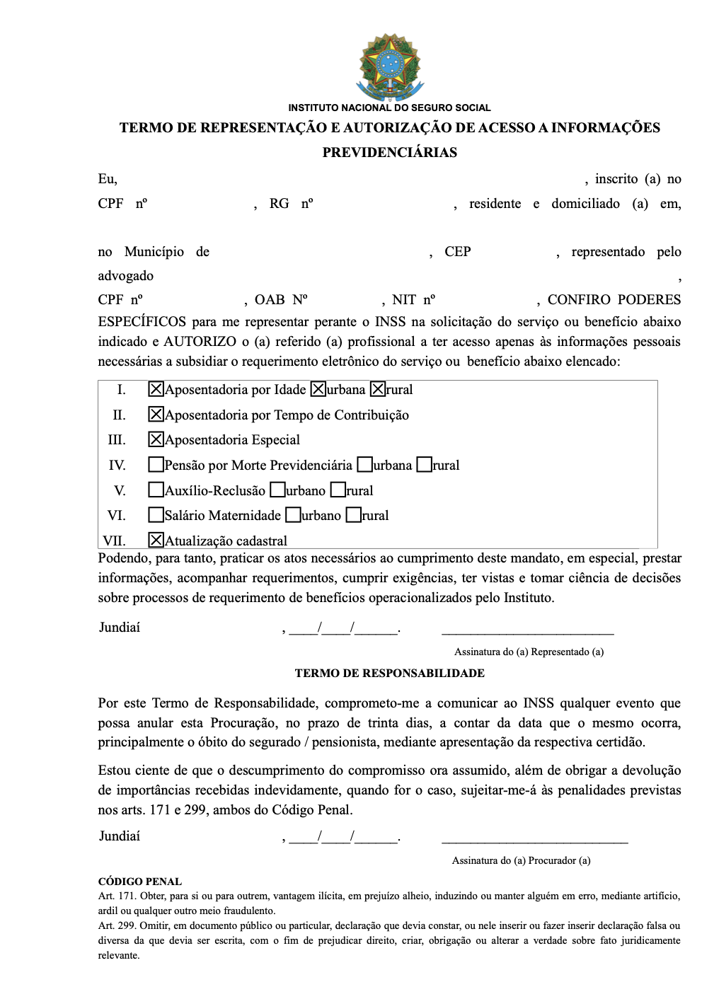 INSTITUTO NACIONAL DO SEGURO SOCIAL
TERMO DE REPRESENTAÇÃO E AUTORIZAÇÃO DE ACESSO A INFORMAÇÕES
PREVIDENCIÁRIAS
Eu, , inscrito (a) no
CPF nº , RG nº , residente e domiciliado (a) em,
no Município de , CEP , representado pelo
advogado ,
CPF nº , OAB Nº , NIT nº , CONFIRO PODERES
ESPECÍFICOS para me representar perante o INSS na solicitação do serviço ou benefício abaixo
indicado e AUTORIZO o (a) referido (a) profissional a ter acesso apenas às informações pessoais
necessárias a subsidiar o requerimento eletrônico do serviço ou benefício abaixo elencado:
I. ☒Aposentadoria por Idade ☒urbana ☒rural
II. ☒Aposentadoria por Tempo de Contribuição
III. ☒Aposentadoria Especial
IV. ☐Pensão por Morte Previdenciária ☐urbana ☐rural
V. ☐Auxílio-Reclusão ☐urbano ☐rural
VI. ☐Salário Maternidade ☐urbano ☐rural
VII. ☒Atualização cadastral
Podendo, para tanto, praticar os atos necessários ao cumprimento deste mandato, em especial, prestar
informações, acompanhar requerimentos, cumprir exigências, ter vistas e tomar ciência de decisões
sobre processos de requerimento de benefícios operacionalizados pelo Instituto.
Jundiaí , ____/____/______. ________________________
Assinatura do (a) Representado (a)
TERMO DE RESPONSABILIDADE
Por este Termo de Responsabilidade, comprometo-me a comunicar ao INSS qualquer evento que
possa anular esta Procuração, no prazo de trinta dias, a contar da data que o mesmo ocorra,
principalmente o óbito do segurado / pensionista, mediante apresentação da respectiva certidão.
Estou ciente de que o descumprimento do compromisso ora assumido, além de obrigar a devolução
de importâncias recebidas indevidamente, quando for o caso, sujeitar-me-á às penalidades previstas
nos arts. 171 e 299, ambos do Código Penal.
Jundiaí , ____/____/______. __________________________
Assinatura do (a) Procurador (a)
CÓDIGO PENAL
Art. 171. Obter, para si ou para outrem, vantagem ilícita, em prejuízo alheio, induzindo ou manter alguém em erro, mediante artifício,
ardil ou qualquer outro meio fraudulento.
Art. 299. Omitir, em documento público ou particular, declaração que devia constar, ou nele inserir ou fazer inserir declaração falsa ou
diversa da que devia ser escrita, com o fim de prejudicar direito, criar, obrigação ou alterar a verdade sobre fato juridicamente
relevante.